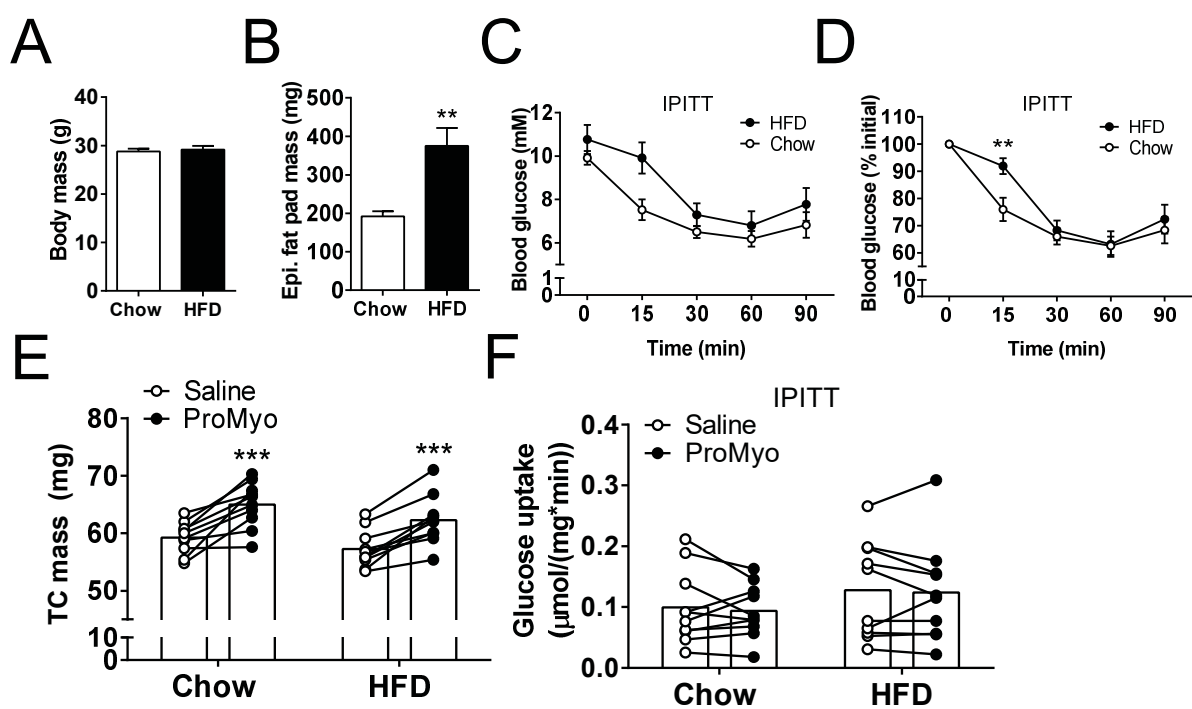 A
Body mass (g)
40
30
20
10
0
Chow HFD
B
Epi. fat pad mass (mg)
500
400
300
200
100
0
**
Chow HFD
C
IPITT
HFD
Chow
Blood glucose (mM)
12
10
8
6
1
0
0 15 30 60 90
Time (min)
D
IPITT
HFD
Chow
**
Blood glucose (% initial)
110
100
90
80
70
60
10
0
0 15 30 60 90
Time (min)
E
Saline
ProMyo
TC mass (mg)
80
70
60
50
10
0
*** ***
Chow HFD
F
IPITT
Saline
ProMyo
Glucose uptake
(μmol/(mg*min))
0.4
0.3
0.2
0.1
0.0
Chow HFD